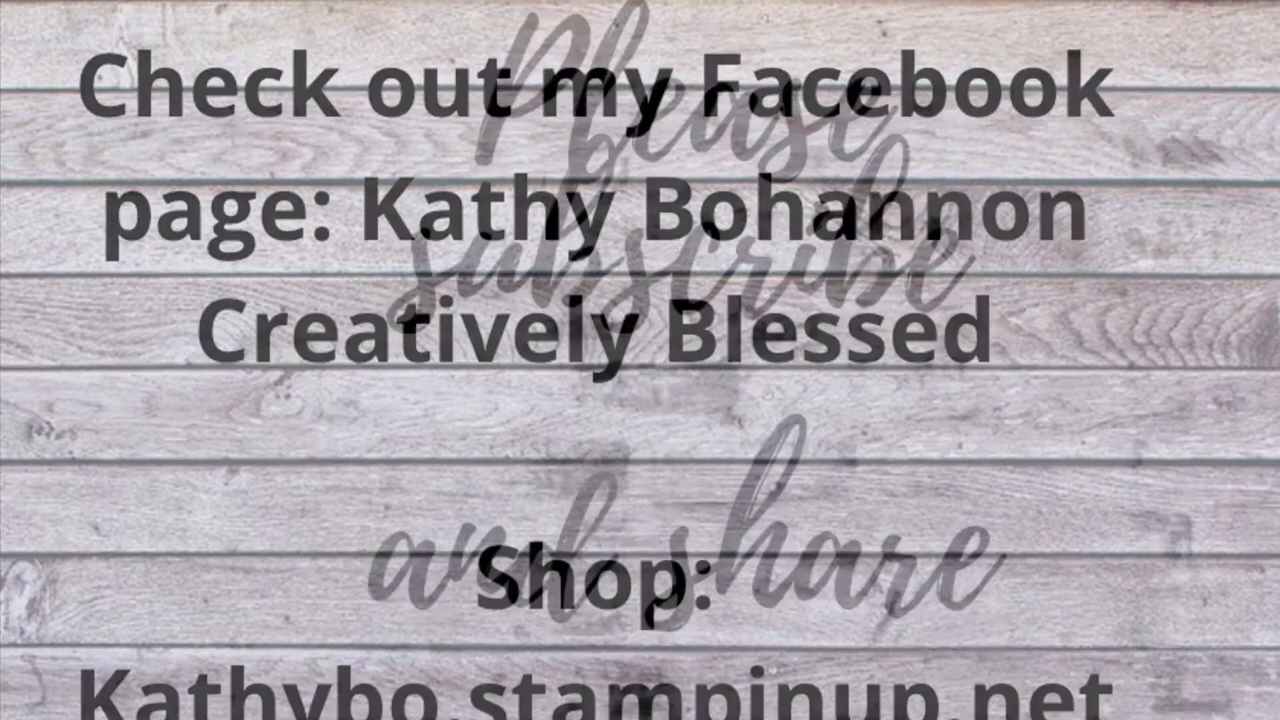 Please
subscribe
and share
Check out my Facebook
page: Kathy Bohannon
Creatively Blessed
Shop:
Kathybo.stampinup.net